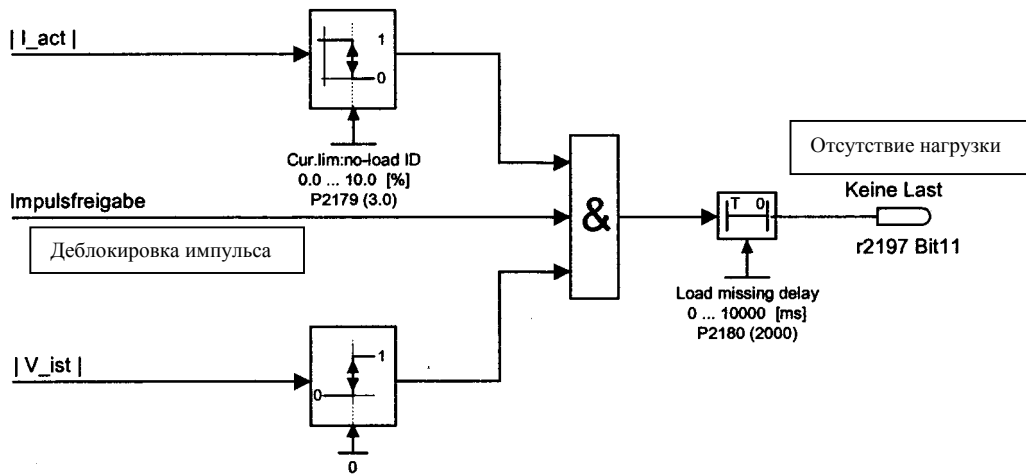 | I_act |
1
0
Cur.lim:no-load ID
0.0 ... 10.0 [%]
P2179 (3.0)
Impulsfreigabe
Деблокировка импульса
&
T 0
Отсутствие нагрузки
Keine Last
r2197 Bit11
Load missing delay
0 ... 10000 [ms]
P2180 (2000)
| V_ist |
1
0
0